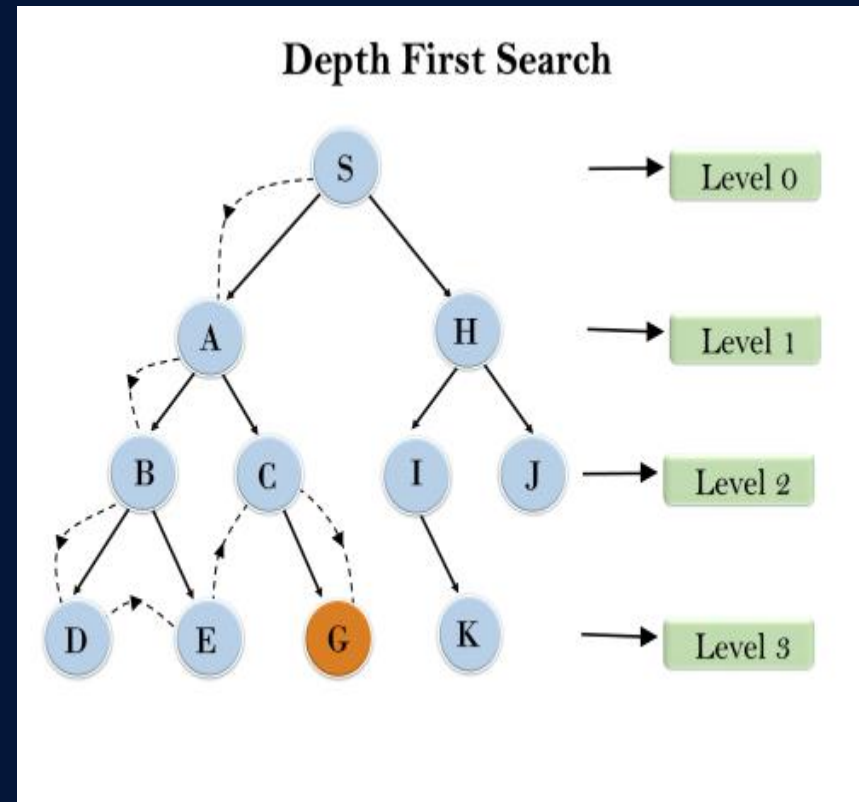 Depth First Search
S
Level 0
A
H
Level 1
B
C
I
J
Level 2
D
E
G
K
Level 3